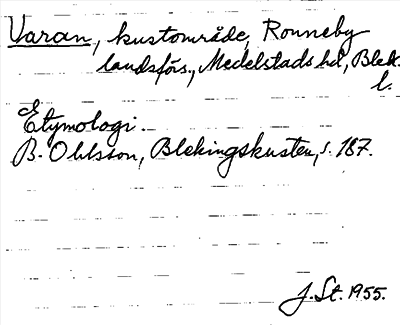 Varan, kustområde, Ronneby
landsförs., Medelstads hd, Blek.
l.
Etymologi.
B. Ohlsson, Blekingskusten, s. 187.
J. St. 1955.